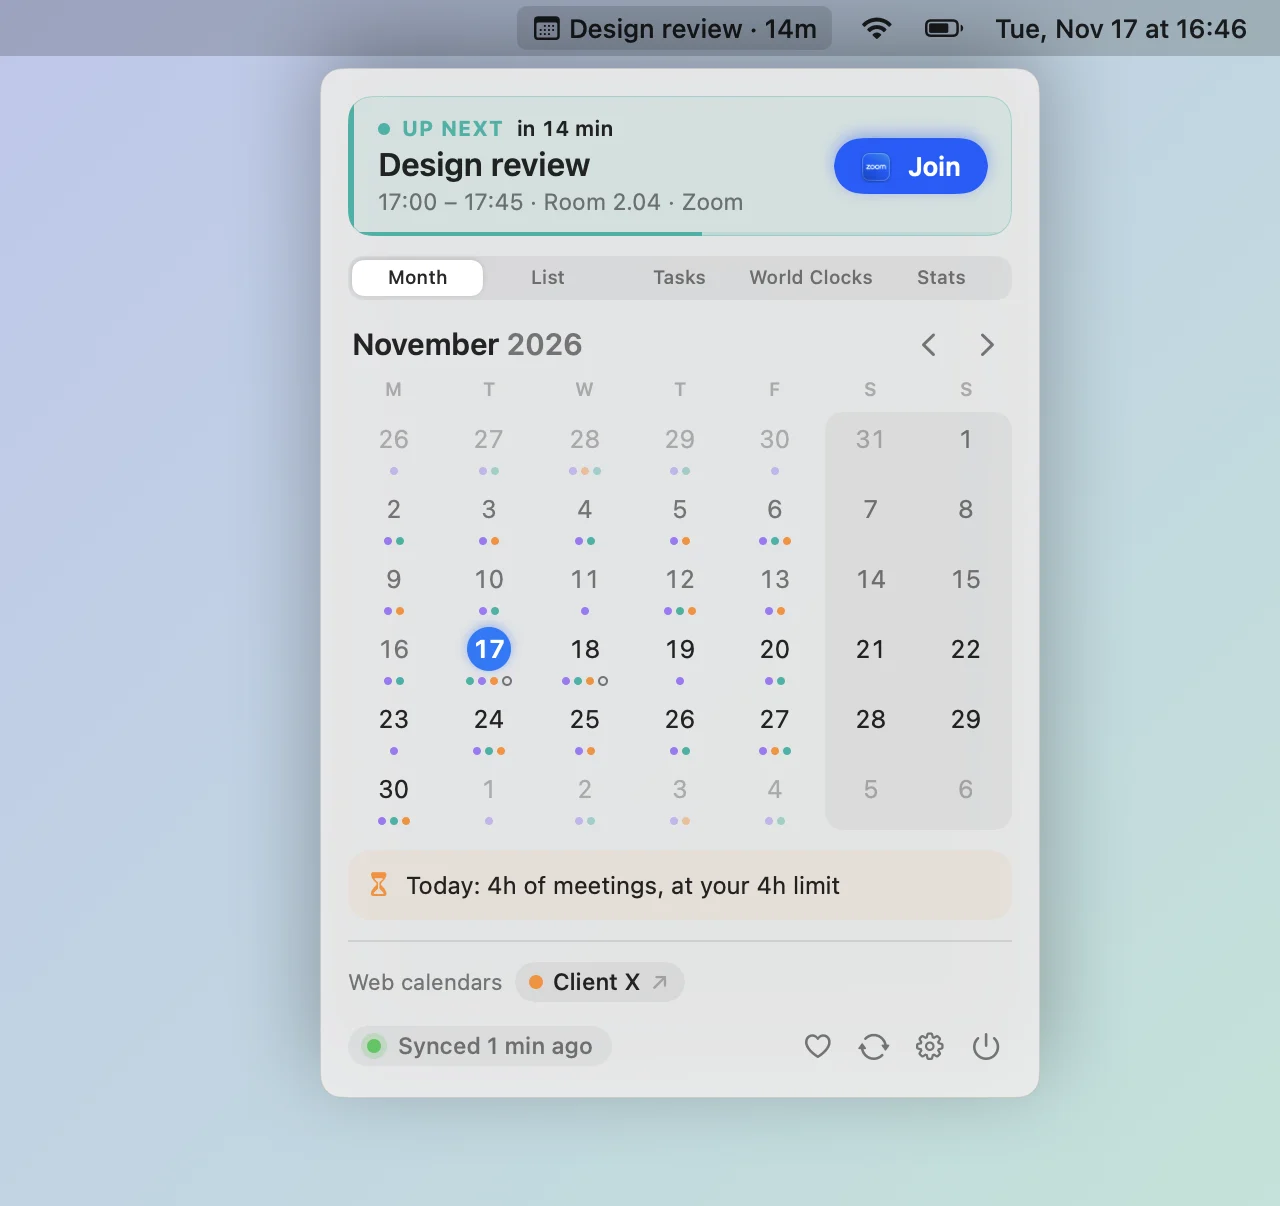 Design review · 14m
Tue, Nov 17 at 16:46
UP NEXT in 14 min
Design review
17:00 – 17:45 · Room 2.04 · Zoom
zoom Join
Month List Tasks World Clocks Stats
November 2026
M T W T F S S
26 27 28 29 30 31 1
2 3 4 5 6 7 8
9 10 11 12 13 14 15
16 17 18 19 20 21 22
23 24 25 26 27 28 29
30 1 2 3 4 5 6
Today: 4h of meetings, at your 4h limit
Web calendars Client X
Synced 1 min ago